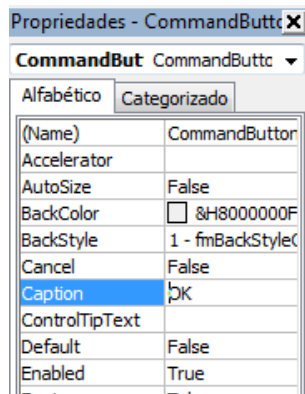 Propriedades - CommandButto
CommandBut CommandButto
Alfabético Categorizado
(Name) CommandButton
Accelerator
AutoSize False
BackColor &H8000000F
BackStyle 1 - fmBackStyle
Cancel False
Caption OK
ControlTipText
Default False
Enabled True